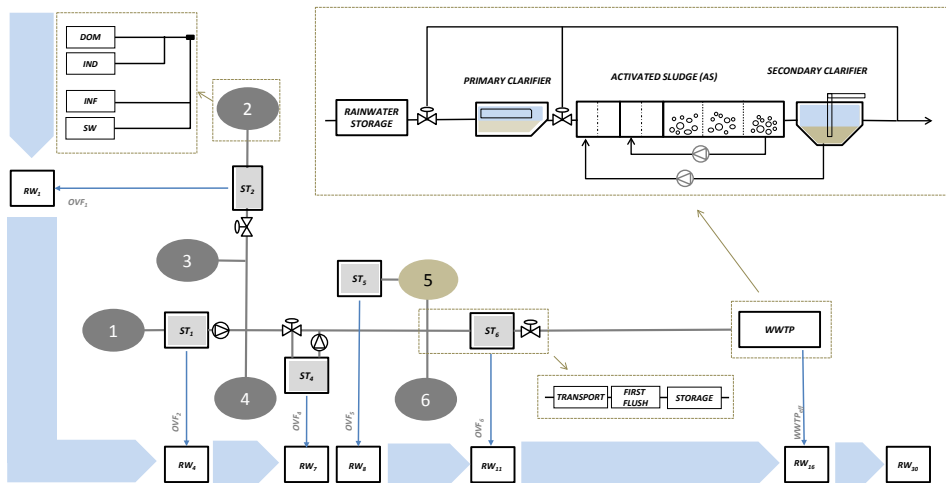 DOM
IND
INF
SW
2
PRIMARY CLARIFIER
ACTIVATED SLUDGE (AS)
SECONDARY CLARIFIER
RAINWATER
STORAGE
RW1
OVF1
ST2
3
ST5
5
1
ST1
ST6
WWTP
ST4
4
6
TRANSPORT
FIRST
FLUSH
STORAGE
OVF2
OVF4
OVF5
OVF6
WWTPeff
RW4
RW7
RW8
RW11
RW16
RW30